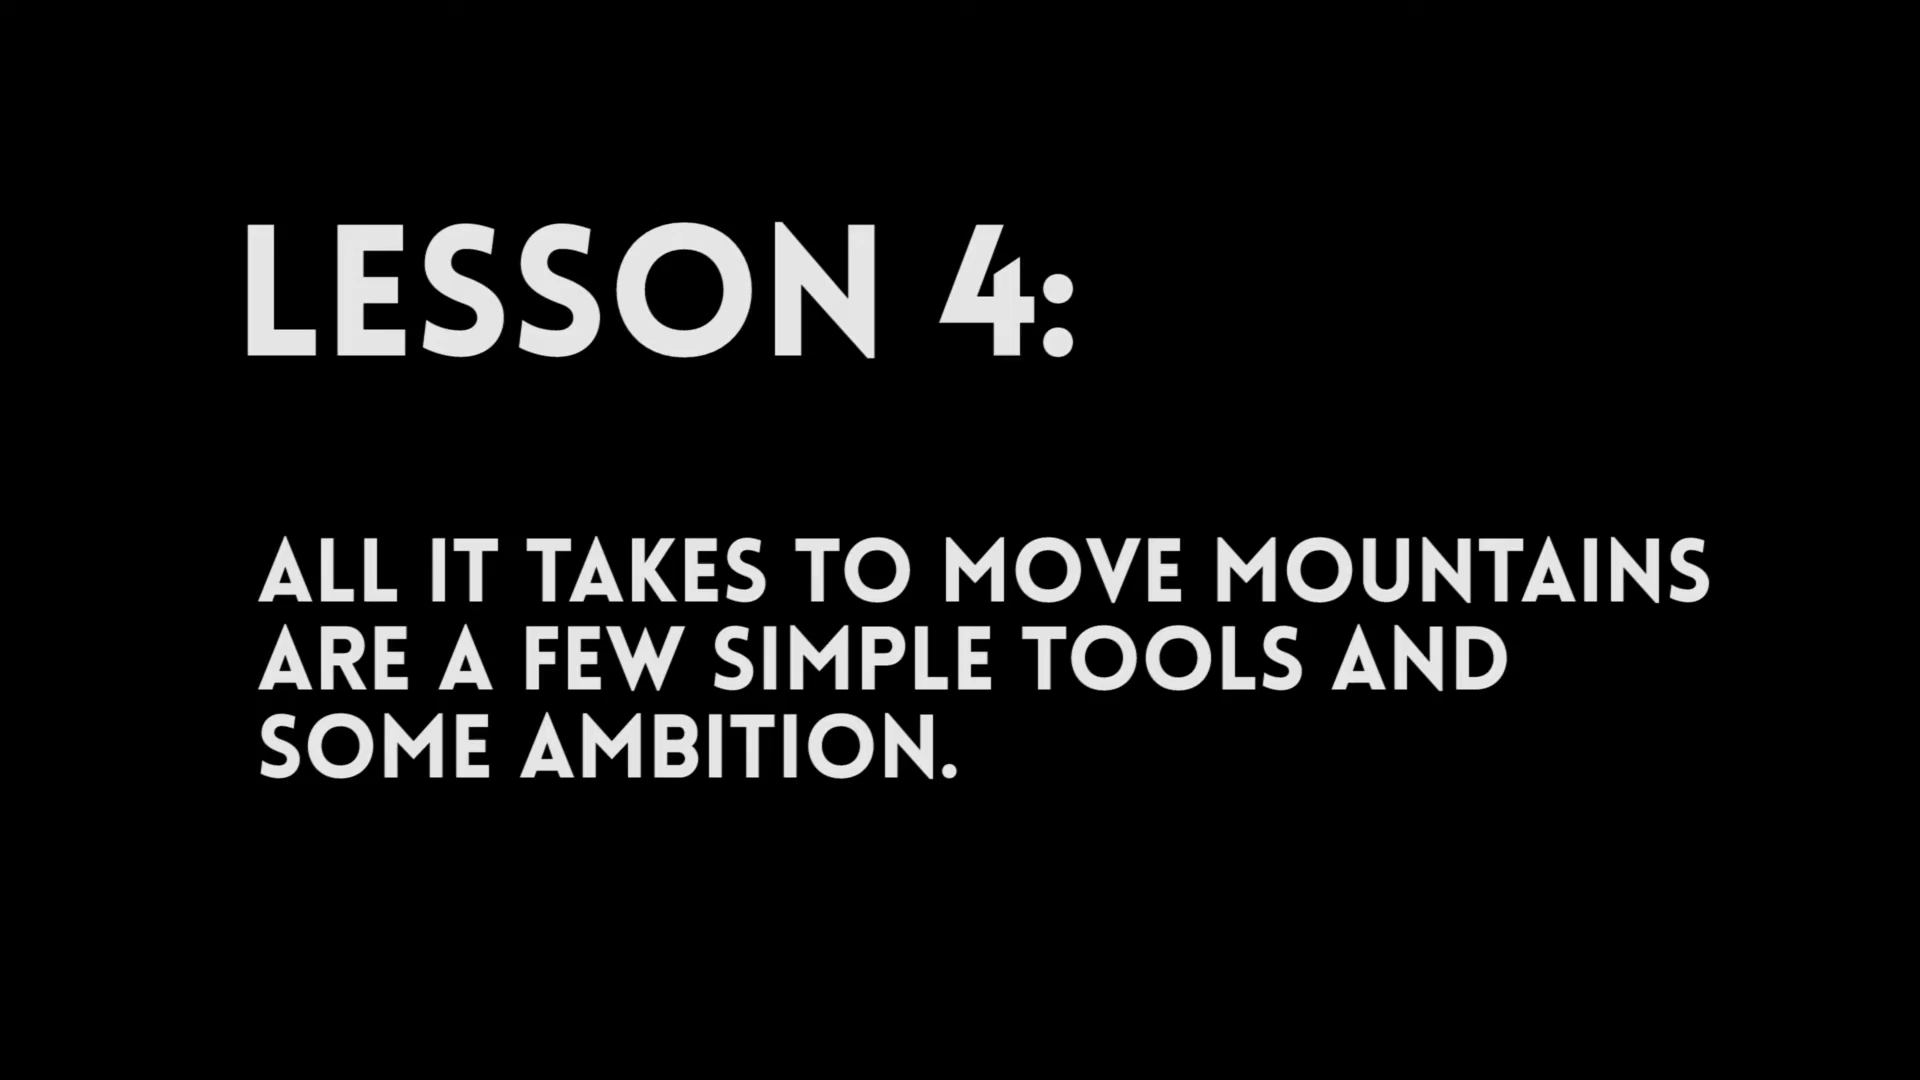 LESSON 4:
ALL IT TAKES TO MOVE MOUNTAINS
ARE A FEW SIMPLE TOOLS AND
SOME AMBITION.